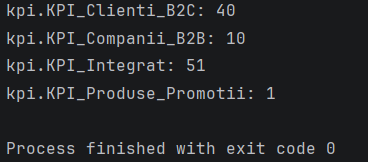 kpi.KPI_Clienti_B2C: 40
kpi.KPI_Companii_B2B: 10
kpi.KPI_Integrat: 51
kpi.KPI_Produse_Promotii: 1
Process finished with exit code 0